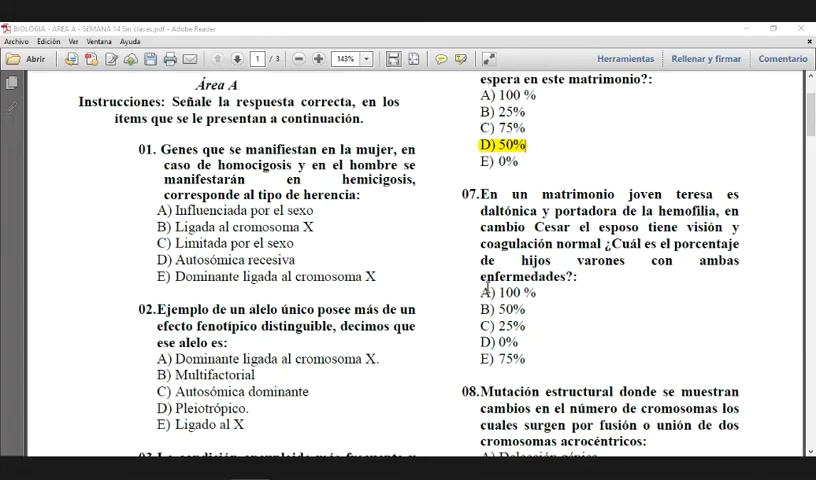 BIOLOGIA - AREA A - SEMANA 14 Sin claves.pdf - Adobe Reader
Archivo Edición Ver Ventana Ayuda
Abrir 1 / 3 143% Herramientas Rellenar y firmar Comentario
Área A
Instrucciones: Señale la respuesta correcta, en los
ítems que se le presentan a continuación.
01. Genes que se manifiestan en la mujer, en
caso de homocigosis y en el hombre se
manifestarán en hemicigosis,
corresponde al tipo de herencia:
A) Influenciada por el sexo
B) Ligada al cromosoma X
C) Limitada por el sexo
D) Autosómica recesiva
E) Dominante ligada al cromosoma X
02.Ejemplo de un alelo único posee más de un
efecto fenotípico distinguible, decimos que
ese alelo es:
A) Dominante ligada al cromosoma X.
B) Multifactorial
C) Autosómica dominante
D) Pleiotrópico.
E) Ligado al X
espera en este matrimonio?:
A) 100 %
B) 25%
C) 75%
D) 50%
E) 0%
07.En un matrimonio joven teresa es
daltónica y portadora de la hemofilia, en
cambio Cesar el esposo tiene visión y
coagulación normal ¿Cuál es el porcentaje
de hijos varones con ambas
enfermedades?:
A) 100 %
B) 50%
C) 25%
D) 0%
E) 75%
08.Mutación estructural donde se muestran
cambios en el número de cromosomas los
cuales surgen por fusión o unión de dos
cromosomas acrocéntricos: